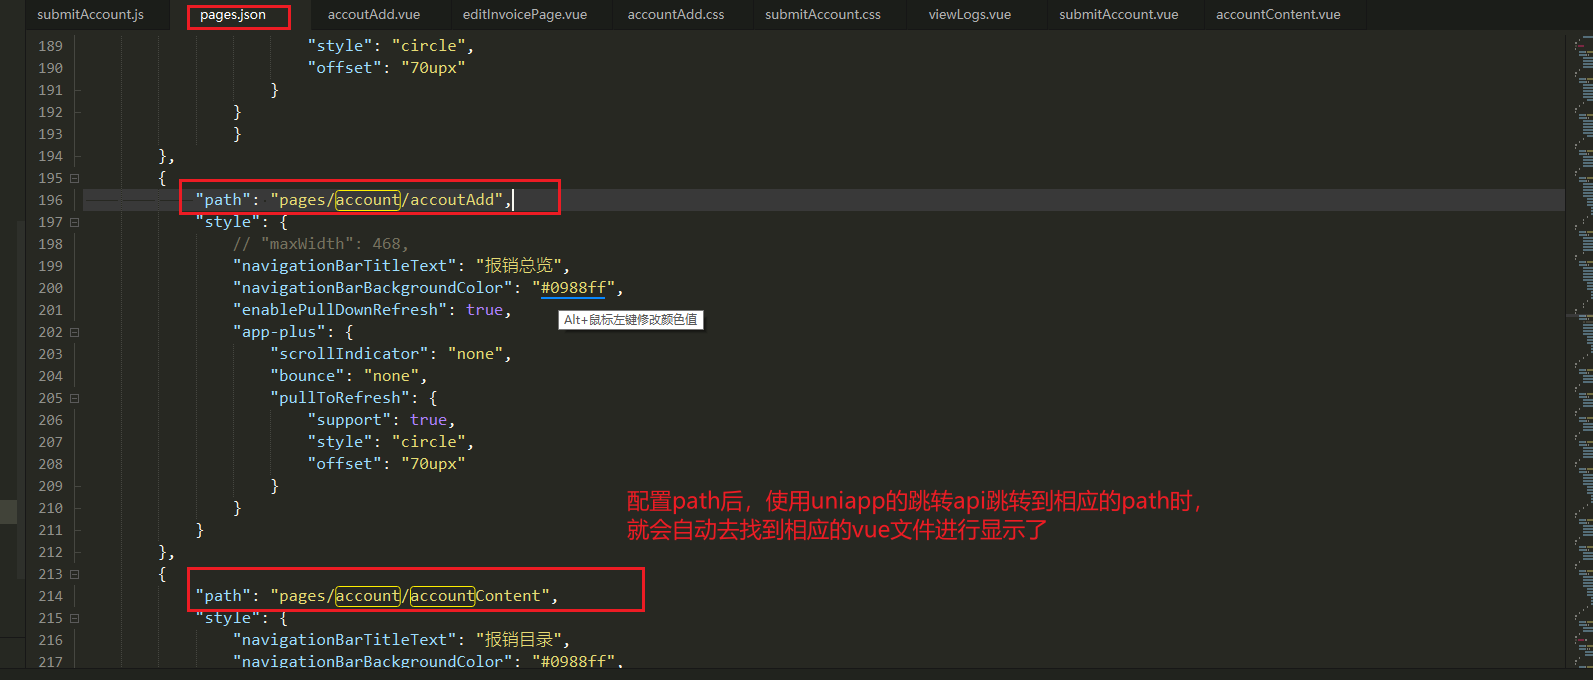 submitAccount.js pages.json accoutAdd.vue editInvoicePage.vue accountAdd.css submitAccount.css viewLogs.vue submitAccount.vue accountContent.vue
189 "style": "circle",
190 "offset": "70upx"
191 }
192 }
193 }
194 },
195 {
196 "path": "pages/account/accoutAdd",
197 "style": {
198 // "maxWidth": 468,
199 "navigationBarTitleText": "报销总览",
200 "navigationBarBackgroundColor": "#0988ff",
201 "enablePullDownRefresh": true,
Alt+鼠标左键修改颜色值
202 "app-plus": {
203 "scrollIndicator": "none",
204 "bounce": "none",
205 "pullToRefresh": {
206 "support": true,
207 "style": "circle",
208 "offset": "70upx"
209 }
配置path后，使用uniapp的跳转api跳转到相应的path时，
210 }
211 }
就会自动去找到相应的vue文件进行显示了
212 },
213 {
214 "path": "pages/account/accountContent",
215 "style": {
216 "navigationBarTitleText": "报销目录",
217 "navigationBarBackgroundColor": "#0988ff",